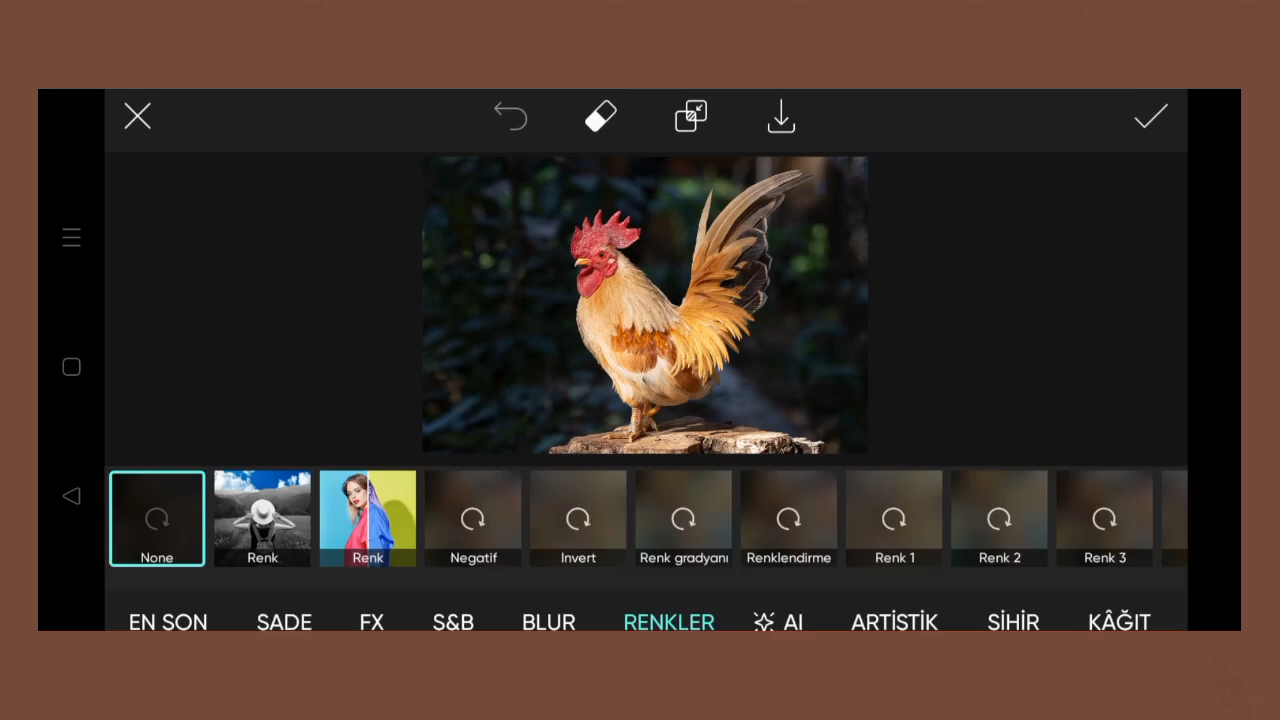 None
Renk
Renk
Negatif
Invert
Renk gradyanı
Renklendirme
Renk 1
Renk 2
Renk 3
EN SON SADE FX S&B BLUR RENKLER AI ARTİSTİK SİHİR KÂĞIT